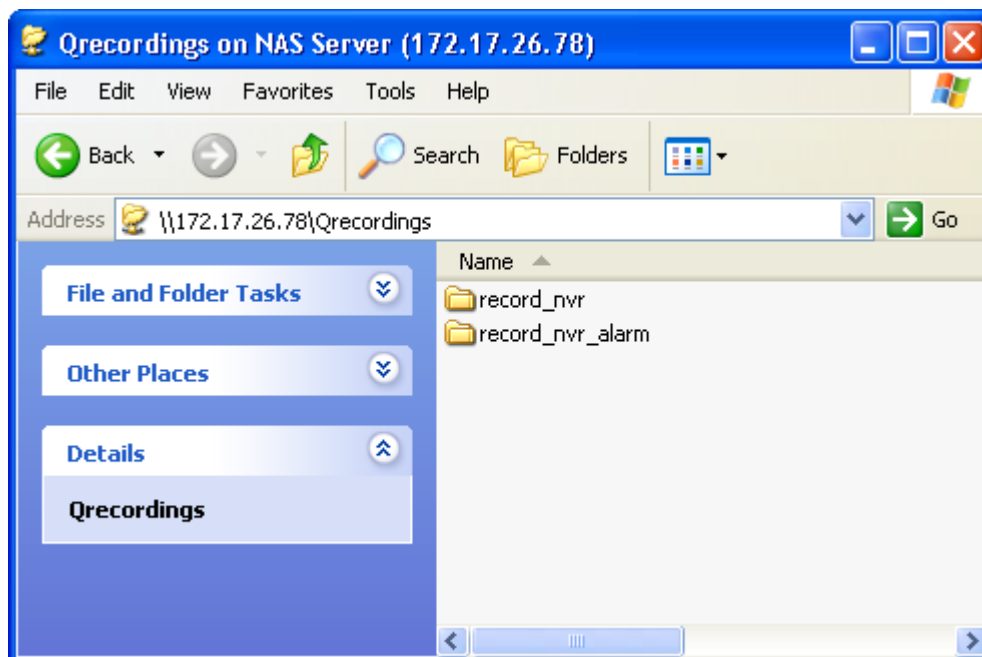 Qrecordings on NAS Server (172.17.26.78)
File Edit View Favorites Tools Help
Back Search Folders
Address \\172.17.26.78\Qrecordings Go
Name
File and Folder Tasks
record_nvr
record_nvr_alarm
Other Places
Details
Qrecordings